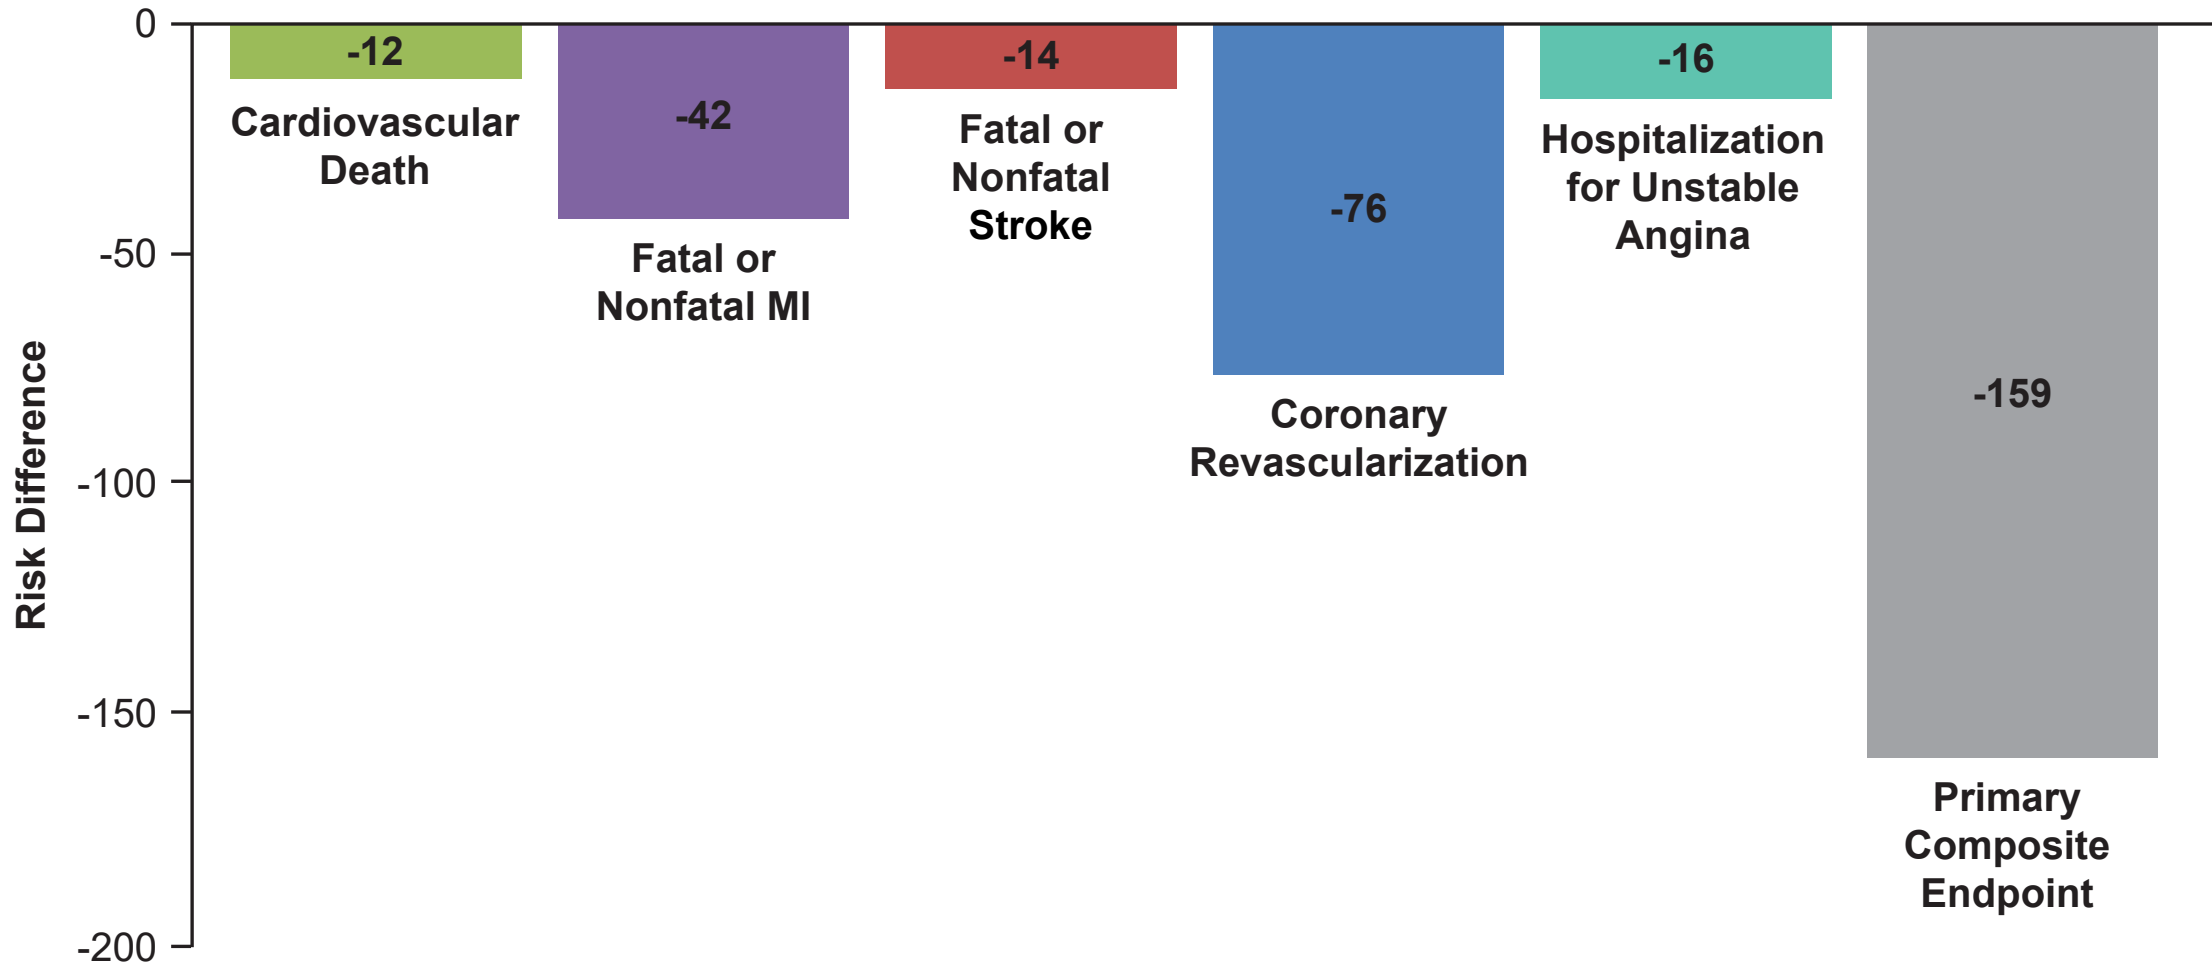 0
-50
-100
-150
-200
Risk Difference
-12
Cardiovascular
Death
-42
Fatal or
Nonfatal MI
-14
Fatal or
Nonfatal
Stroke
-76
Coronary
Revascularization
-16
Hospitalization
for Unstable
Angina
-159
Primary
Composite
Endpoint